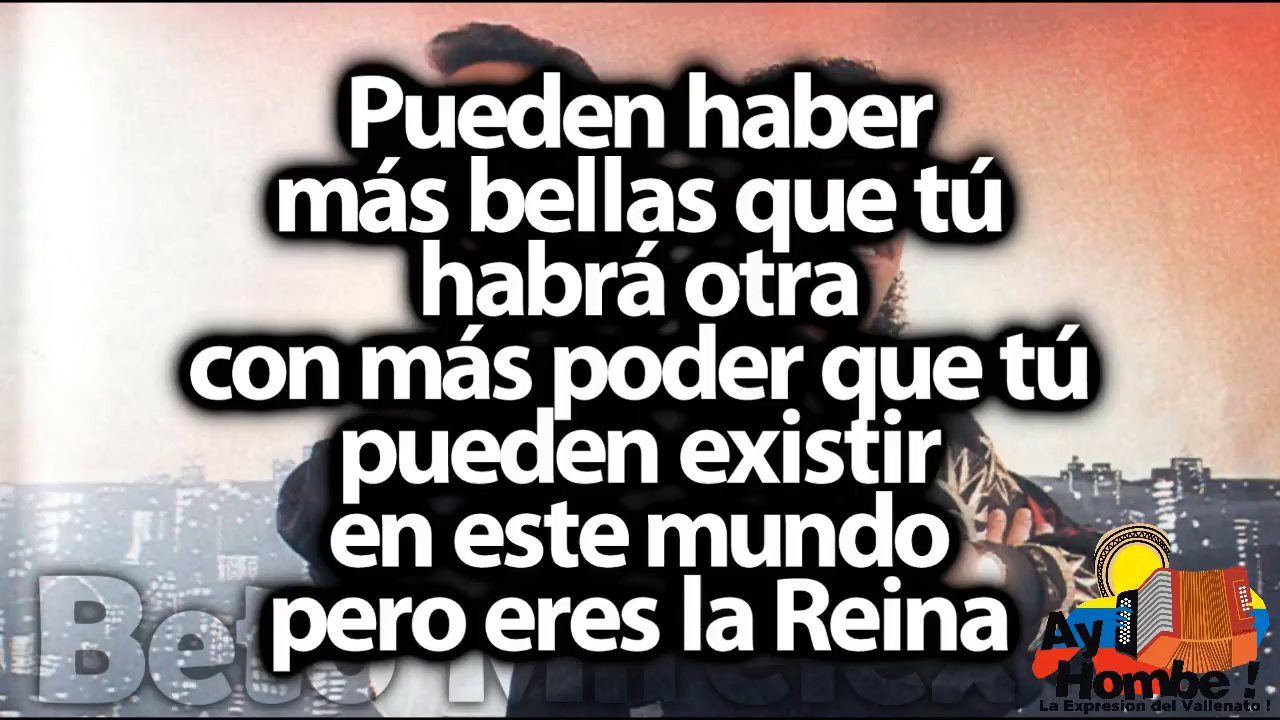 Pueden haber
más bellas que tú
habrá otra
con más poder que tú
pueden existir
en este mundo
pero eres la Reina
Ay
Hombe !
La Expresion del Vallenato !